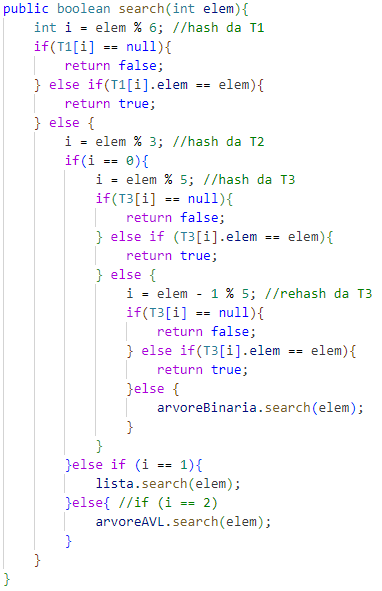 public boolean search(int elem){
    int i = elem % 6; //hash da T1
    if(T1[i] == null){
        return false;
    } else if(T1[i].elem == elem){
        return true;
    } else {
        i = elem % 3; //hash da T2
        if(i == 0){
            i = elem % 5; //hash da T3
            if(T3[i] == null){
                return false;
            } else if (T3[i].elem == elem){
                return true;
            } else {
                i = elem - 1 % 5; //rehash da T3
                if(T3[i] == null){
                    return false;
                } else if(T3[i].elem == elem){
                    return true;
                }else {
                    arvoreBinaria.search(elem);
                }
            }
        }else if (i == 1){
            lista.search(elem);
        }else{ //if (i == 2)
            arvoreAVL.search(elem);
        }
    }
}